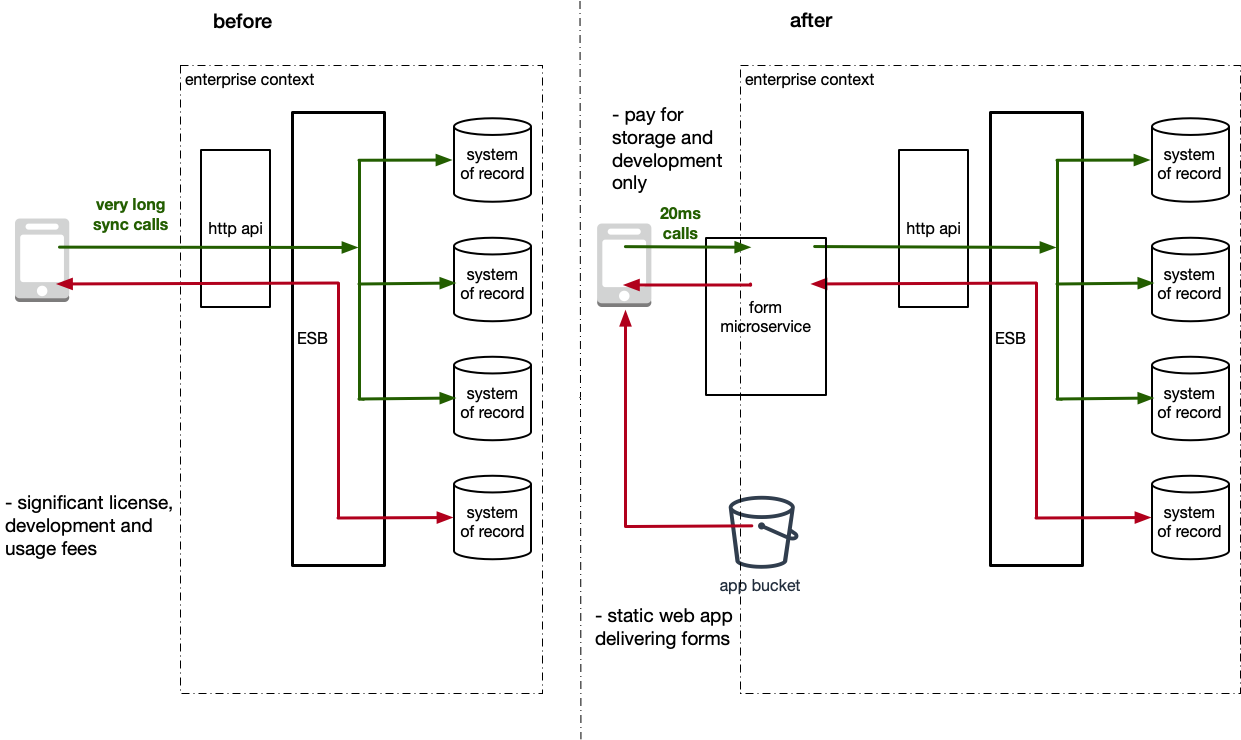 before
enterprise context
very long
sync calls
http api
ESB
system
of record
system
of record
system
of record
system
of record
- significant license,
development and
usage fees
after
enterprise context
- pay for
storage and
development
only
20ms
calls
form
microservice
http api
ESB
system
of record
system
of record
system
of record
system
of record
app bucket
- static web app
delivering forms